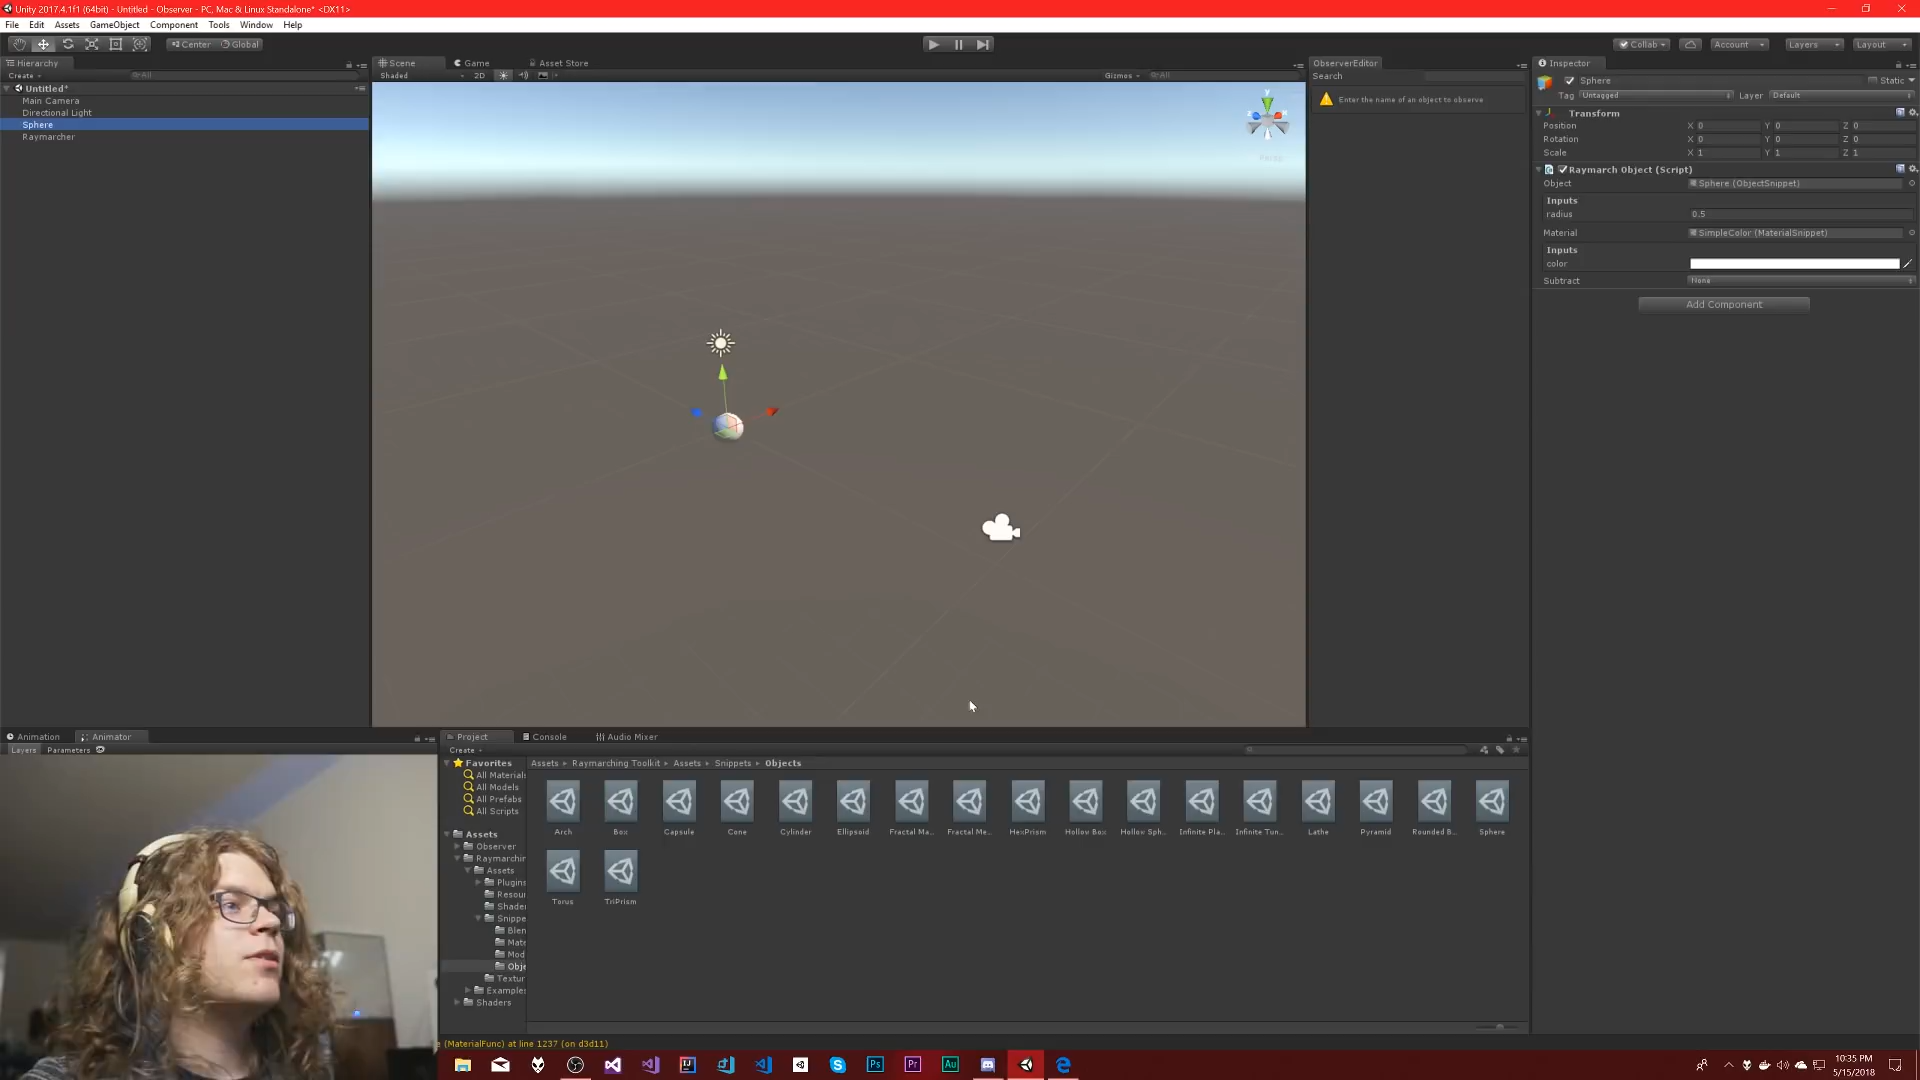 Unity 2017.4.1f1 (64bit) - Untitled - Observer - PC, Mac & Linux Standalone* <DX11>
File Edit Assets GameObject Component Tools Window Help
Center Global
Collab Account Layers Layout
Hierarchy
Create All
Untitled*
Main Camera
Directional Light
Sphere
Raymarcher
Scene Game Asset Store
Shaded 2D Gizmos All
y
Persp
ObserverEditor
Search
Enter the name of an object to observe
Inspector
Sphere Static
Tag Untagged Layer Default
Transform
Position X 0 Y 0 Z 0
Rotation X 0 Y 0 Z 0
Scale X 1 Y 1 Z 1
Raymarch Object (Script)
Object Sphere (ObjectSnippet)
Inputs
radius 0.5
Material SimpleColor (MaterialSnippet)
Inputs
color
Subtract None
Add Component
Animation Animator
Layers Parameters
Project Console Audio Mixer
Create
Favorites
All Materials
All Models
All Prefabs
All Scripts
Assets
Observer
Raymarchin
Assets
Plugins
Resou
Shader
Snippe
Blen
Mate
Mod
Obje
Textur
Examples
Shaders
Assets Raymarching Toolkit Assets Snippets Objects
Arch Box Capsule Cone Cylinder Ellipsoid Fractal Ma... Fractal Me... HexPrism Hollow Box Hollow Sph... Infinite Pla... Infinite Tun... Lathe Pyramid Rounded B... Sphere
Torus TriPrism
(MaterialFunc) at line 1237 (on d3d11)
Ps Pr Au
10:35 PM
5/15/2018